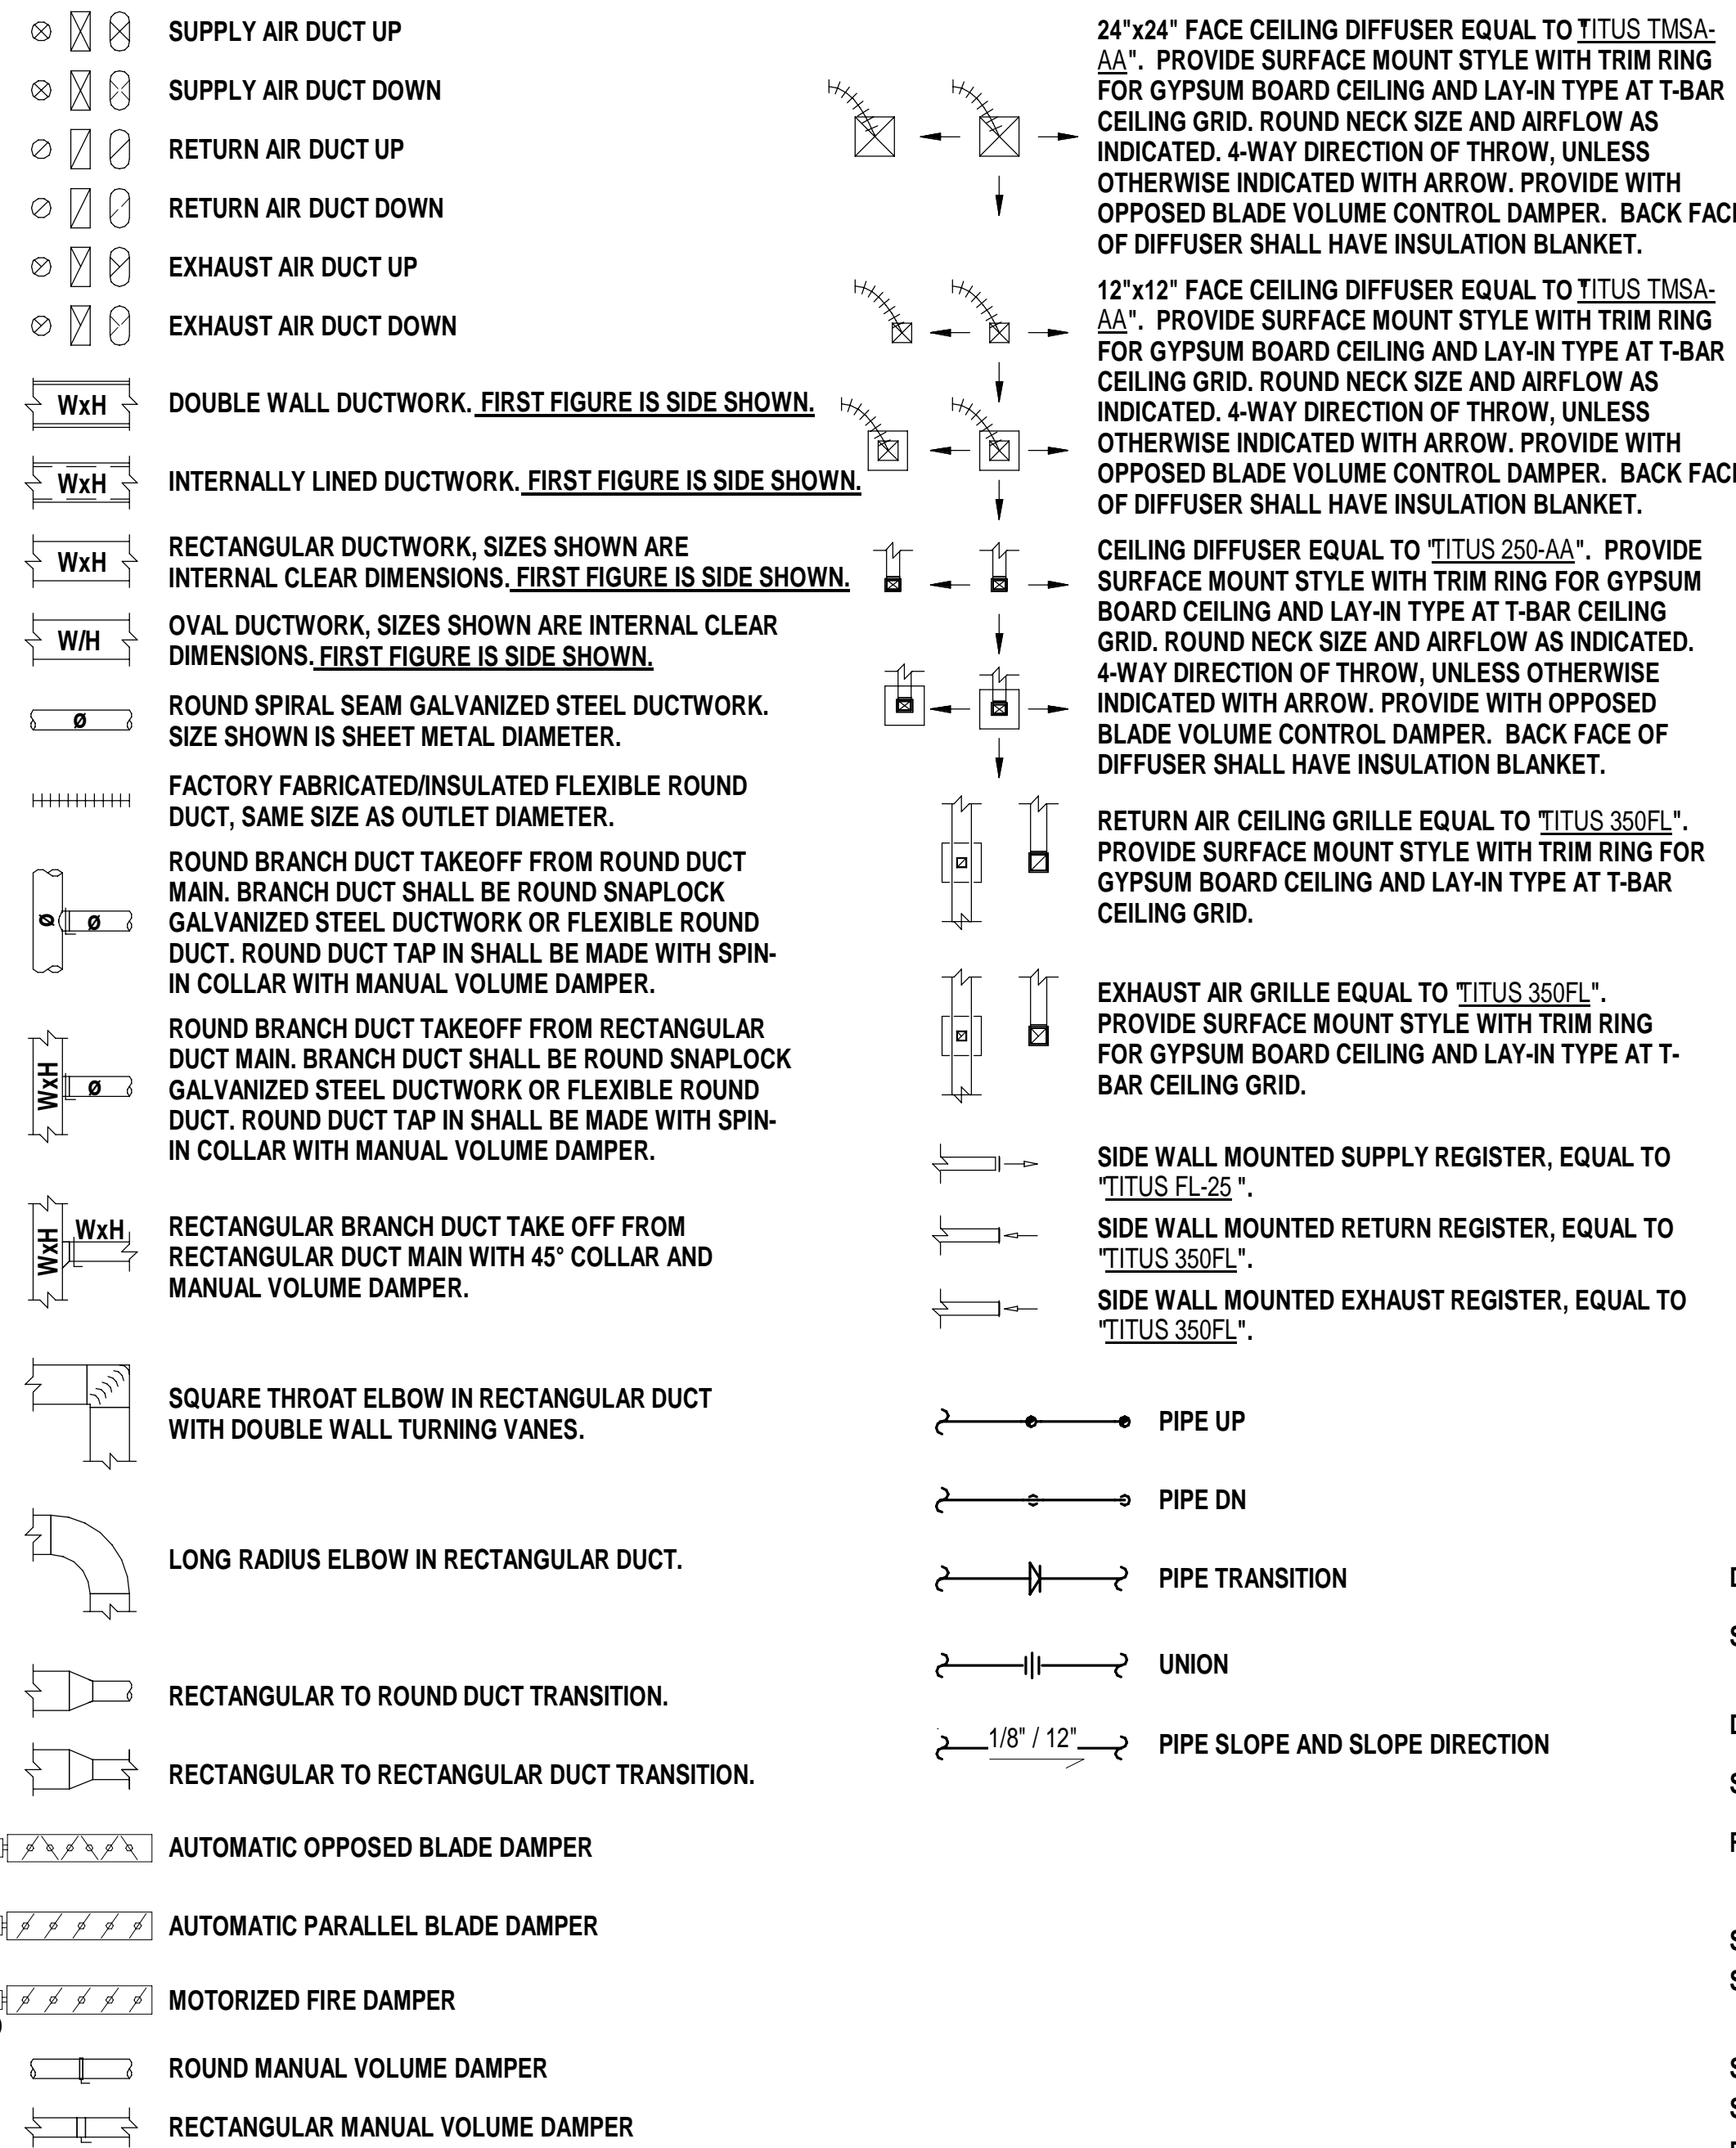 SUPPLY AIR DUCT UP
SUPPLY AIR DUCT DOWN
RETURN AIR DUCT UP
RETURN AIR DUCT DOWN
EXHAUST AIR DUCT UP
EXHAUST AIR DUCT DOWN
WxH
DOUBLE WALL DUCTWORK. FIRST FIGURE IS SIDE SHOWN.
WxH
INTERNALLY LINED DUCTWORK. FIRST FIGURE IS SIDE SHOWN.
WxH
RECTANGULAR DUCTWORK, SIZES SHOWN ARE
INTERNAL CLEAR DIMENSIONS. FIRST FIGURE IS SIDE SHOWN.
W/H
OVAL DUCTWORK, SIZES SHOWN ARE INTERNAL CLEAR
DIMENSIONS. FIRST FIGURE IS SIDE SHOWN.
Ø
ROUND SPIRAL SEAM GALVANIZED STEEL DUCTWORK.
SIZE SHOWN IS SHEET METAL DIAMETER.
FACTORY FABRICATED/INSULATED FLEXIBLE ROUND
DUCT, SAME SIZE AS OUTLET DIAMETER.
Ø Ø
ROUND BRANCH DUCT TAKEOFF FROM ROUND DUCT
MAIN. BRANCH DUCT SHALL BE ROUND SNAPLOCK
GALVANIZED STEEL DUCTWORK OR FLEXIBLE ROUND
DUCT. ROUND DUCT TAP IN SHALL BE MADE WITH SPIN-
IN COLLAR WITH MANUAL VOLUME DAMPER.
WxH Ø
ROUND BRANCH DUCT TAKEOFF FROM RECTANGULAR
DUCT MAIN. BRANCH DUCT SHALL BE ROUND SNAPLOCK
GALVANIZED STEEL DUCTWORK OR FLEXIBLE ROUND
DUCT. ROUND DUCT TAP IN SHALL BE MADE WITH SPIN-
IN COLLAR WITH MANUAL VOLUME DAMPER.
WxH WxH
RECTANGULAR BRANCH DUCT TAKE OFF FROM
RECTANGULAR DUCT MAIN WITH 45° COLLAR AND
MANUAL VOLUME DAMPER.
SQUARE THROAT ELBOW IN RECTANGULAR DUCT
WITH DOUBLE WALL TURNING VANES.
LONG RADIUS ELBOW IN RECTANGULAR DUCT.
RECTANGULAR TO ROUND DUCT TRANSITION.
RECTANGULAR TO RECTANGULAR DUCT TRANSITION.
AUTOMATIC OPPOSED BLADE DAMPER
AUTOMATIC PARALLEL BLADE DAMPER
MOTORIZED FIRE DAMPER
ROUND MANUAL VOLUME DAMPER
RECTANGULAR MANUAL VOLUME DAMPER
24"x24" FACE CEILING DIFFUSER EQUAL TO "TITUS TMSA-
AA". PROVIDE SURFACE MOUNT STYLE WITH TRIM RING
FOR GYPSUM BOARD CEILING AND LAY-IN TYPE AT T-BAR
CEILING GRID. ROUND NECK SIZE AND AIRFLOW AS
INDICATED. 4-WAY DIRECTION OF THROW, UNLESS
OTHERWISE INDICATED WITH ARROW. PROVIDE WITH
OPPOSED BLADE VOLUME CONTROL DAMPER. BACK FACE
OF DIFFUSER SHALL HAVE INSULATION BLANKET.
12"x12" FACE CEILING DIFFUSER EQUAL TO "TITUS TMSA-
AA". PROVIDE SURFACE MOUNT STYLE WITH TRIM RING
FOR GYPSUM BOARD CEILING AND LAY-IN TYPE AT T-BAR
CEILING GRID. ROUND NECK SIZE AND AIRFLOW AS
INDICATED. 4-WAY DIRECTION OF THROW, UNLESS
OTHERWISE INDICATED WITH ARROW. PROVIDE WITH
OPPOSED BLADE VOLUME CONTROL DAMPER. BACK FACE
OF DIFFUSER SHALL HAVE INSULATION BLANKET.
CEILING DIFFUSER EQUAL TO "TITUS 250-AA". PROVIDE
SURFACE MOUNT STYLE WITH TRIM RING FOR GYPSUM
BOARD CEILING AND LAY-IN TYPE AT T-BAR CEILING
GRID. ROUND NECK SIZE AND AIRFLOW AS INDICATED.
4-WAY DIRECTION OF THROW, UNLESS OTHERWISE
INDICATED WITH ARROW. PROVIDE WITH OPPOSED
BLADE VOLUME CONTROL DAMPER. BACK FACE OF
DIFFUSER SHALL HAVE INSULATION BLANKET.
RETURN AIR CEILING GRILLE EQUAL TO "TITUS 350FL".
PROVIDE SURFACE MOUNT STYLE WITH TRIM RING FOR
GYPSUM BOARD CEILING AND LAY-IN TYPE AT T-BAR
CEILING GRID.
EXHAUST AIR GRILLE EQUAL TO "TITUS 350FL".
PROVIDE SURFACE MOUNT STYLE WITH TRIM RING
FOR GYPSUM BOARD CEILING AND LAY-IN TYPE AT T-
BAR CEILING GRID.
SIDE WALL MOUNTED SUPPLY REGISTER, EQUAL TO
"TITUS FL-25 ".
SIDE WALL MOUNTED RETURN REGISTER, EQUAL TO
"TITUS 350FL".
SIDE WALL MOUNTED EXHAUST REGISTER, EQUAL TO
"TITUS 350FL".
PIPE UP
PIPE DN
PIPE TRANSITION
UNION
1/8" / 12"
PIPE SLOPE AND SLOPE DIRECTION